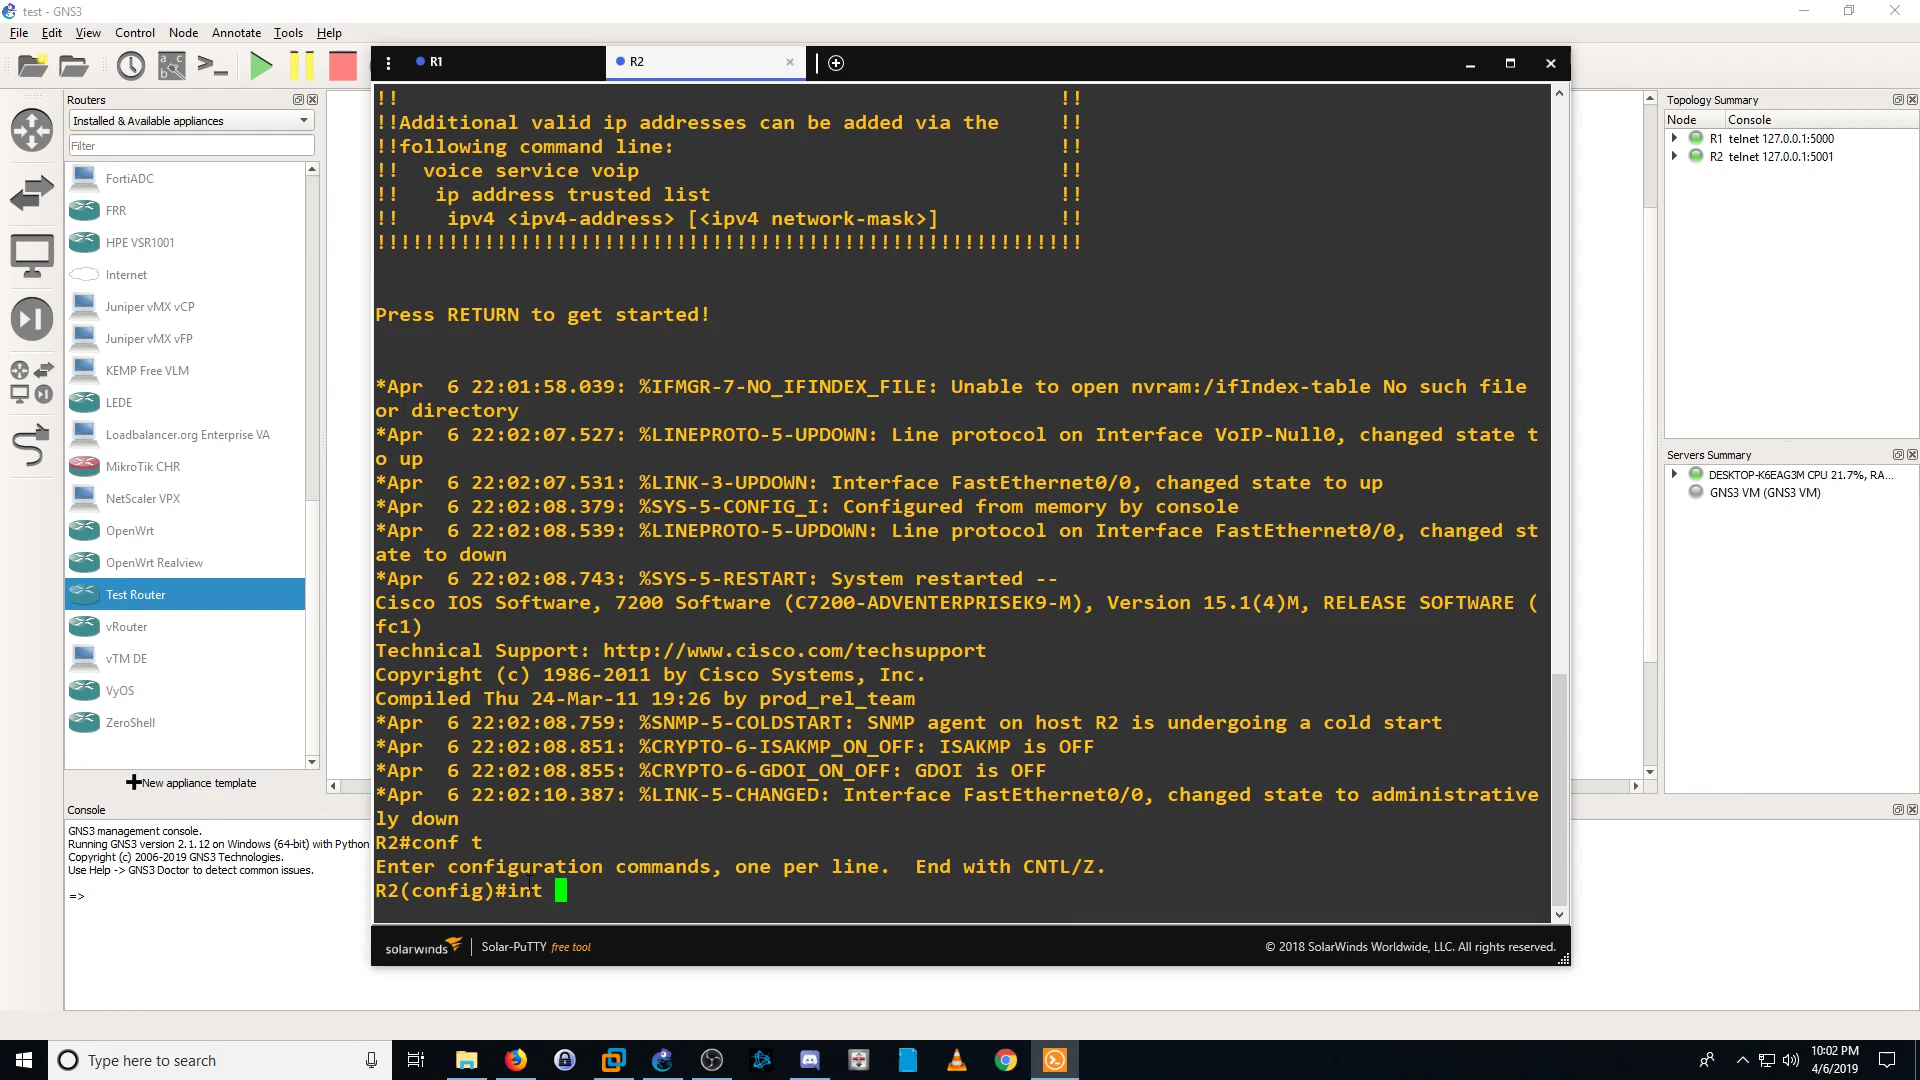 test - GNS3
File Edit View Control Node Annotate Tools Help
R1
R2
Routers
Installed & Available appliances
Filter
FortiADC
FRR
HPE VSR1001
Internet
Juniper vMX vCP
Juniper vMX vFP
KEMP Free VLM
LEDE
Loadbalancer.org Enterprise VA
MikroTik CHR
NetScaler VPX
OpenWrt
OpenWrt Realview
Test Router
vRouter
vTM DE
VyOS
ZeroShell
New appliance template
Console
GNS3 management console.
Running GNS3 version 2.1.12 on Windows (64-bit) with Python
Copyright (c) 2006-2019 GNS3 Technologies.
Use Help -> GNS3 Doctor to detect common issues.
=>
!! !!
!!Additional valid ip addresses can be added via the !!
!!following command line: !!
!! voice service voip !!
!! ip address trusted list !!
!! ipv4 <ipv4-address> [<ipv4 network-mask>] !!
!!!!!!!!!!!!!!!!!!!!!!!!!!!!!!!!!!!!!!!!!!!!!!!!!!!!!!!!!!!
Press RETURN to get started!
*Apr  6 22:01:58.039: %IFMGR-7-NO_IFINDEX_FILE: Unable to open nvram:/ifIndex-table No such file
or directory
*Apr  6 22:02:07.527: %LINEPROTO-5-UPDOWN: Line protocol on Interface VoIP-Null0, changed state t
o up
*Apr  6 22:02:07.531: %LINK-3-UPDOWN: Interface FastEthernet0/0, changed state to up
*Apr  6 22:02:08.379: %SYS-5-CONFIG_I: Configured from memory by console
*Apr  6 22:02:08.539: %LINEPROTO-5-UPDOWN: Line protocol on Interface FastEthernet0/0, changed st
ate to down
*Apr  6 22:02:08.743: %SYS-5-RESTART: System restarted --
Cisco IOS Software, 7200 Software (C7200-ADVENTERPRISEK9-M), Version 15.1(4)M, RELEASE SOFTWARE (
fc1)
Technical Support: http://www.cisco.com/techsupport
Copyright (c) 1986-2011 by Cisco Systems, Inc.
Compiled Thu 24-Mar-11 19:26 by prod_rel_team
*Apr  6 22:02:08.759: %SNMP-5-COLDSTART: SNMP agent on host R2 is undergoing a cold start
*Apr  6 22:02:08.851: %CRYPTO-6-ISAKMP_ON_OFF: ISAKMP is OFF
*Apr  6 22:02:08.855: %CRYPTO-6-GDOI_ON_OFF: GDOI is OFF
*Apr  6 22:02:10.387: %LINK-5-CHANGED: Interface FastEthernet0/0, changed state to administrative
ly down
R2#conf t
Enter configuration commands, one per line.  End with CNTL/Z.
R2(config)#int
solarwinds Solar-PuTTY free tool
© 2018 SolarWinds Worldwide, LLC. All rights reserved.
Topology Summary
Node Console
R1 telnet 127.0.0.1:5000
R2 telnet 127.0.0.1:5001
Servers Summary
DESKTOP-K6EAG3M CPU 21.7%, RA...
GNS3 VM (GNS3 VM)
Type here to search
10:02 PM
4/6/2019